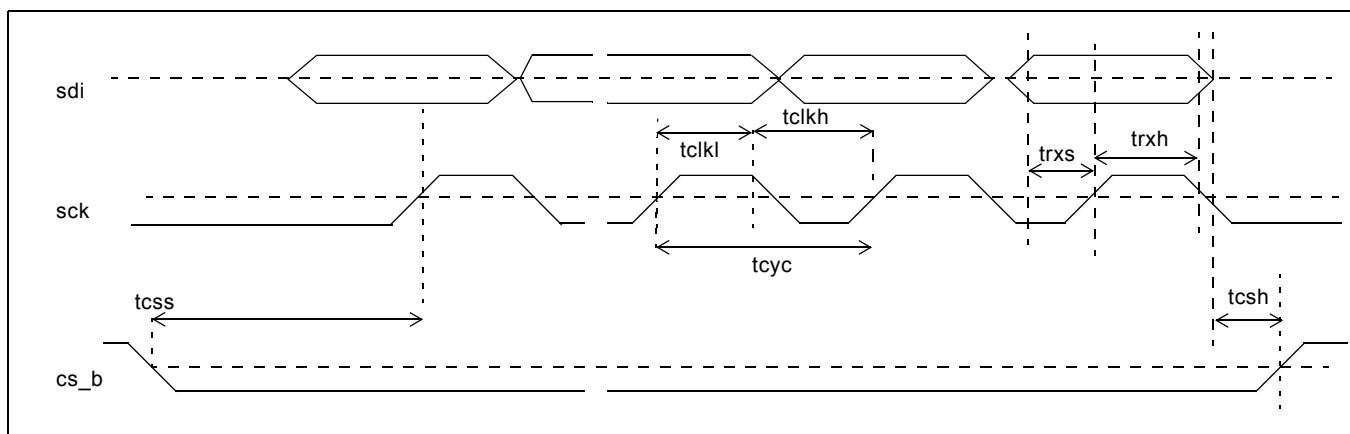 sdi
tclkh
tclkl
trxs
trxh
sck
tcyc
tcss
tcsh
cs_b